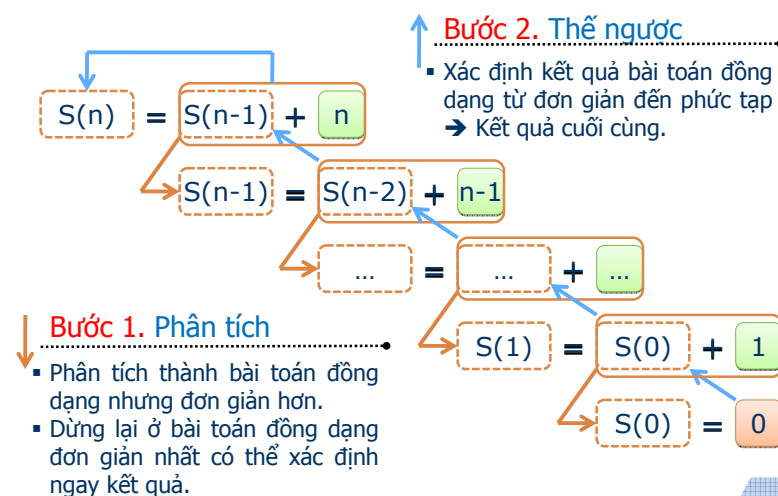 Bước 2. Thế ngược
▪ Xác định kết quả bài toán đồng
dạng từ đơn giản đến phức tạp
➔ Kết quả cuối cùng.
S(n) = S(n-1) + n
S(n-1) = S(n-2) + n-1
... = ... + ...
S(1) = S(0) + 1
S(0) = 0
Bước 1. Phân tích
▪ Phân tích thành bài toán đồng
dạng nhưng đơn giản hơn.
▪ Dừng lại ở bài toán đồng dạng
đơn giản nhất có thể xác định
ngay kết quả.